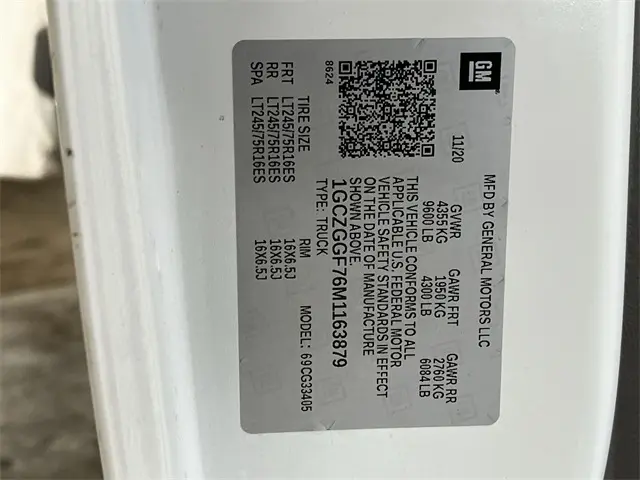 GM
MFD BY GENERAL MOTORS LLC
11/20 GVWR GAWR FRT GAWR RR
4355 KG 1950 KG 2760 KG
9600 LB 4300 LB 6084 LB
THIS VEHICLE CONFORMS TO ALL
APPLICABLE U.S. FEDERAL MOTOR
VEHICLE SAFETY STANDARDS IN EFFECT
ON THE DATE OF MANUFACTURE
SHOWN ABOVE.
1GCZGGF76M1163879
8624 TYPE: TRUCK MODEL: 69CG33405
TIRE SIZE RIM
FRT LT245/75R16ES 16X6.5J
RR LT245/75R16ES 16X6.5J
SPA LT245/75R16ES 16X6.5J